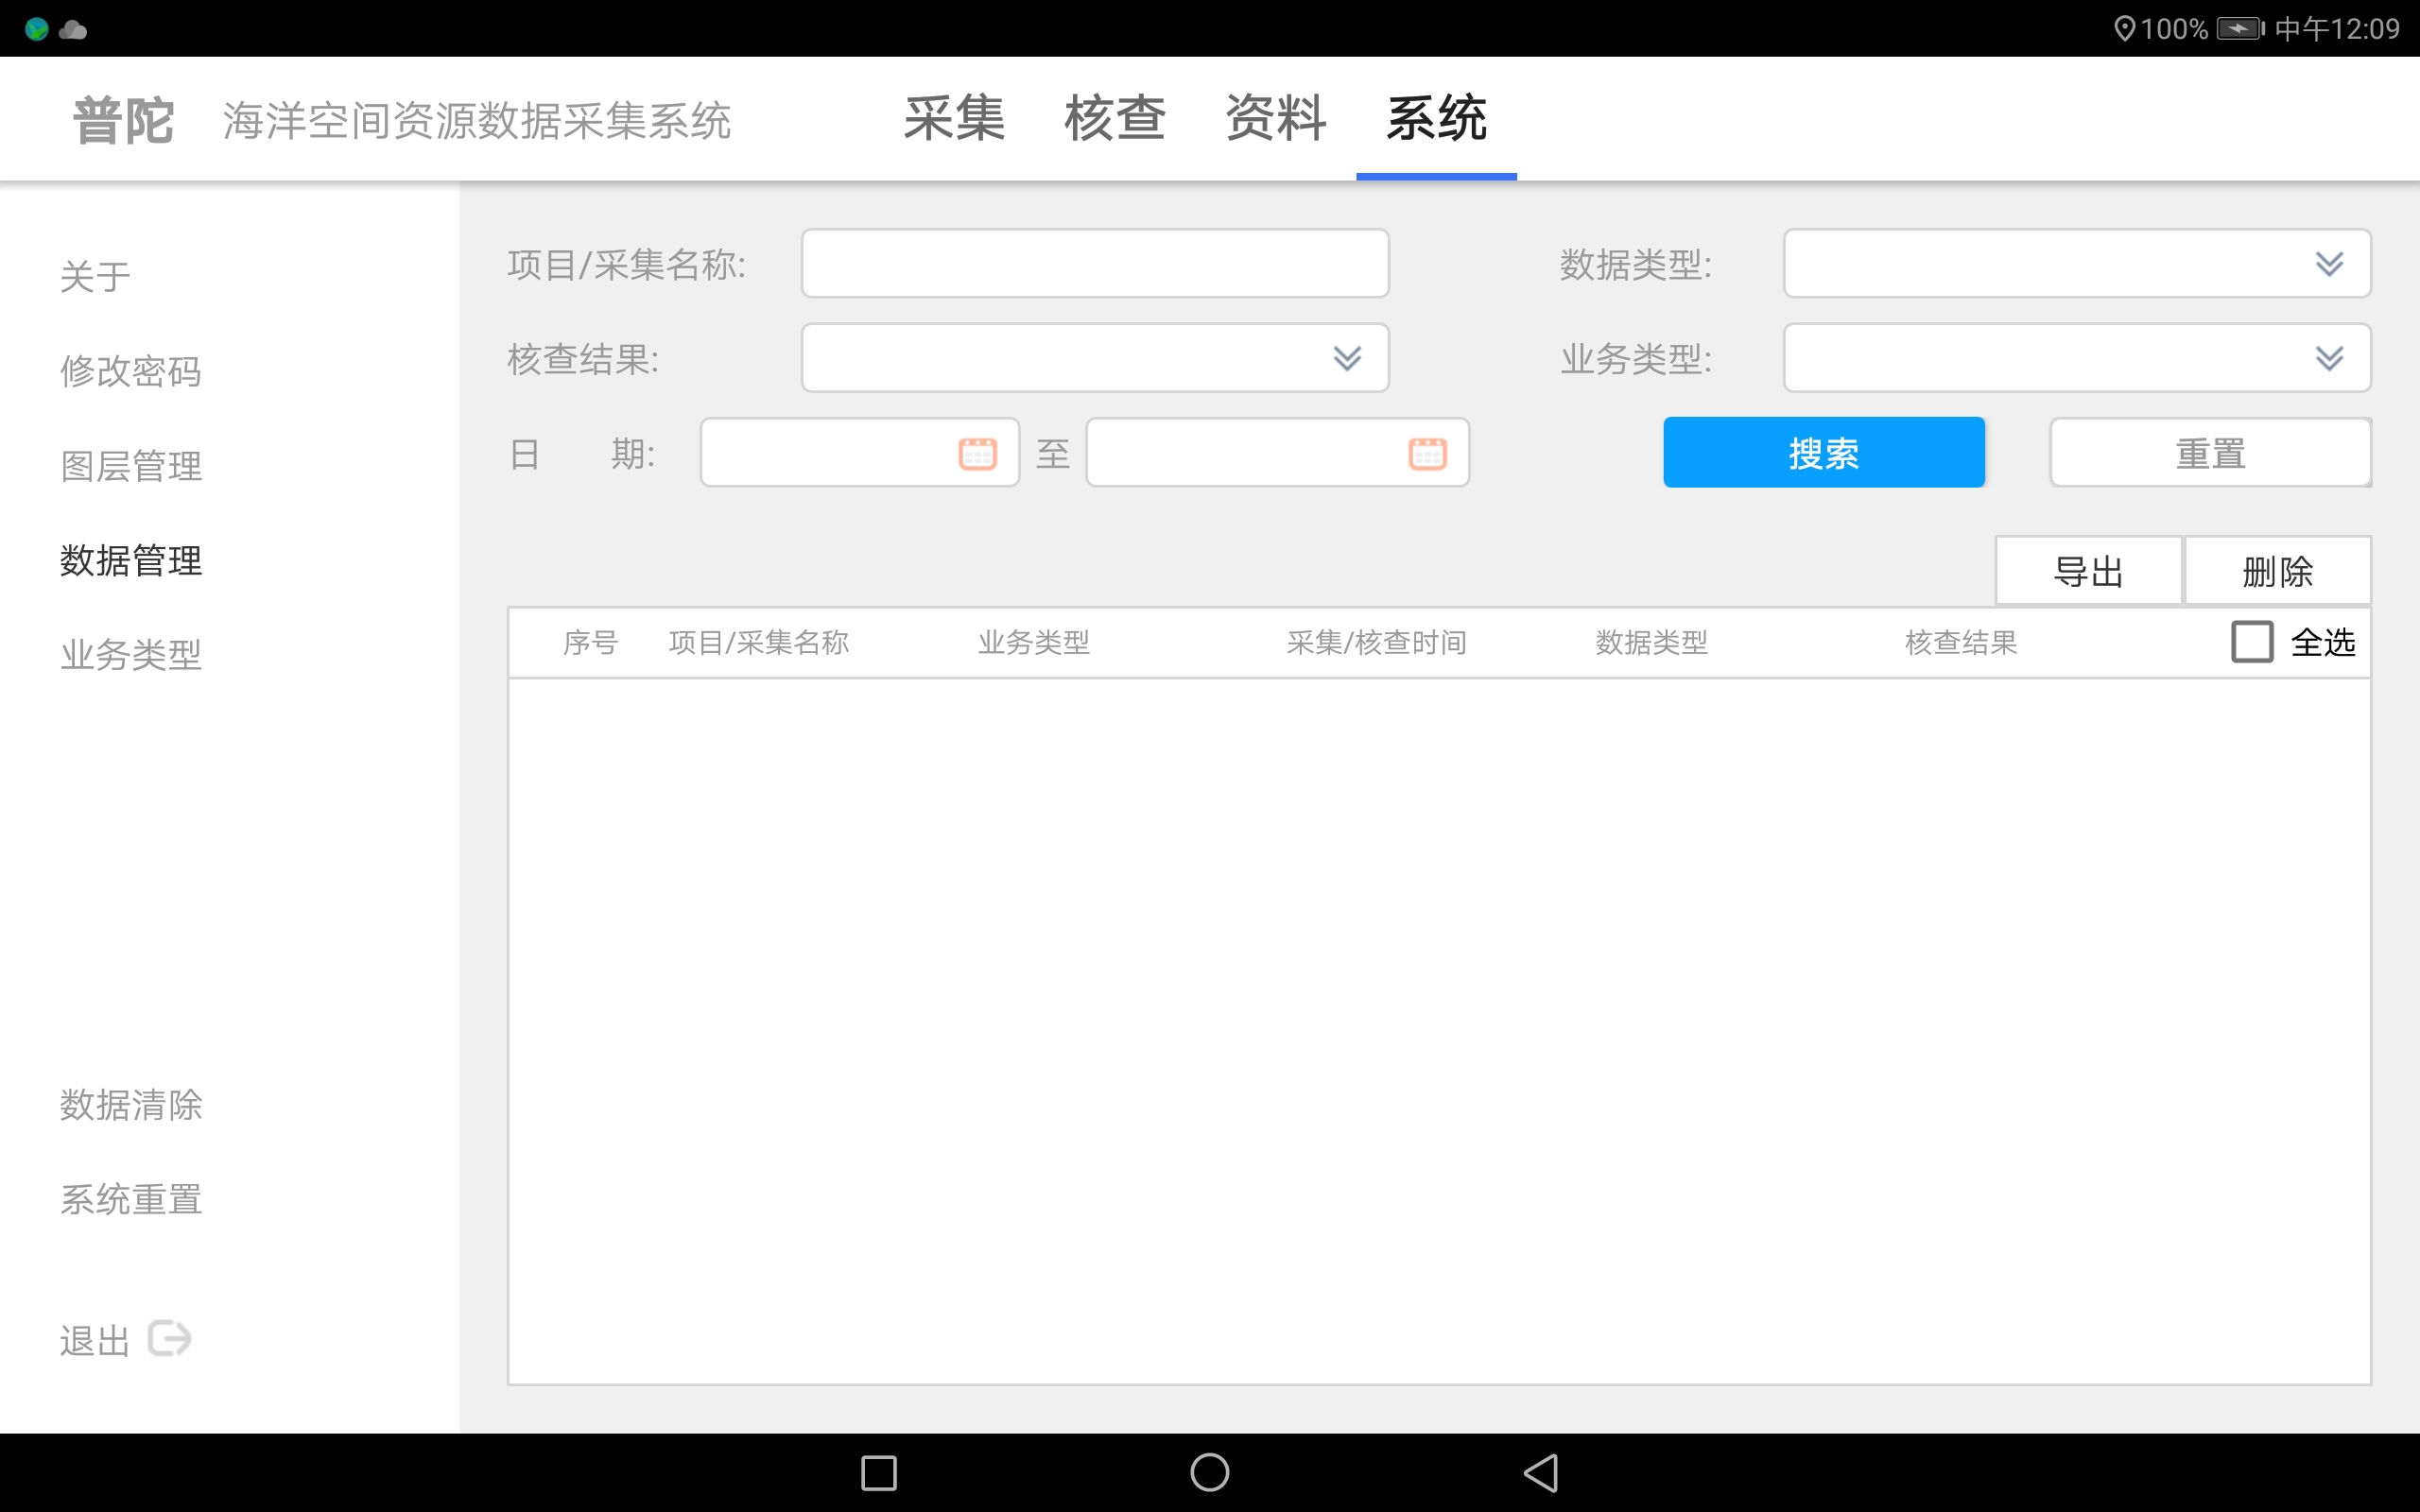 100% 中午12:09
普陀 海洋空间资源数据采集系统 采集 核查 资料 系统
关于
修改密码
图层管理
数据管理
业务类型
数据清除
系统重置
退出
项目/采集名称: 数据类型:
核查结果: 业务类型:
日 期: 至 搜索 重置
导出 删除
序号 项目/采集名称 业务类型 采集/核查时间 数据类型 核查结果 全选